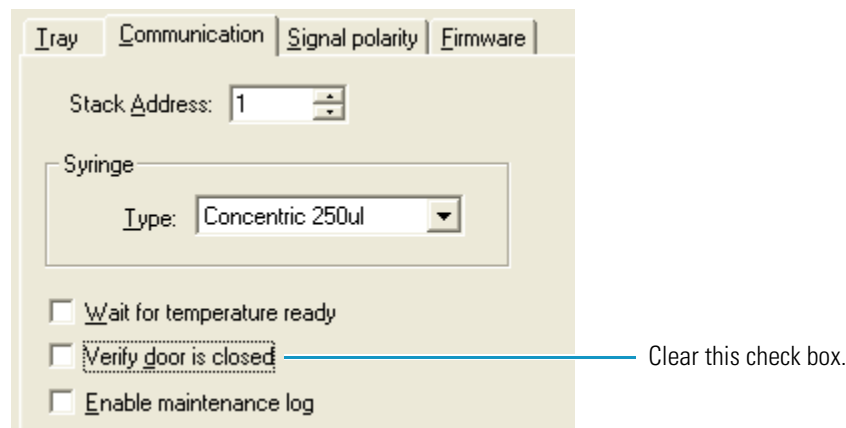 Tray Communication Signal polarity Firmware
Stack Address: 1
Syringe
Type: Concentric 250ul
Wait for temperature ready
Verify door is closed Clear this check box.
Enable maintenance log